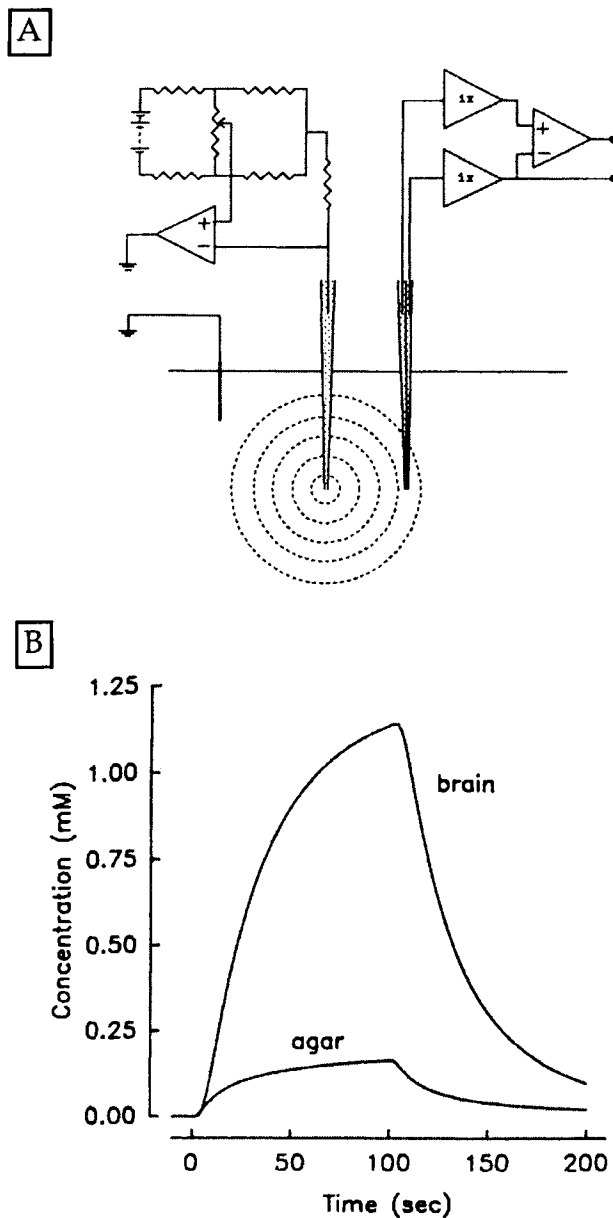 A
1x
+
−
1x
+
−
B
1.25
1.00
0.75
0.50
0.25
0.00
Concentration (mM)
brain
agar
0
50
100
150
200
Time (sec)